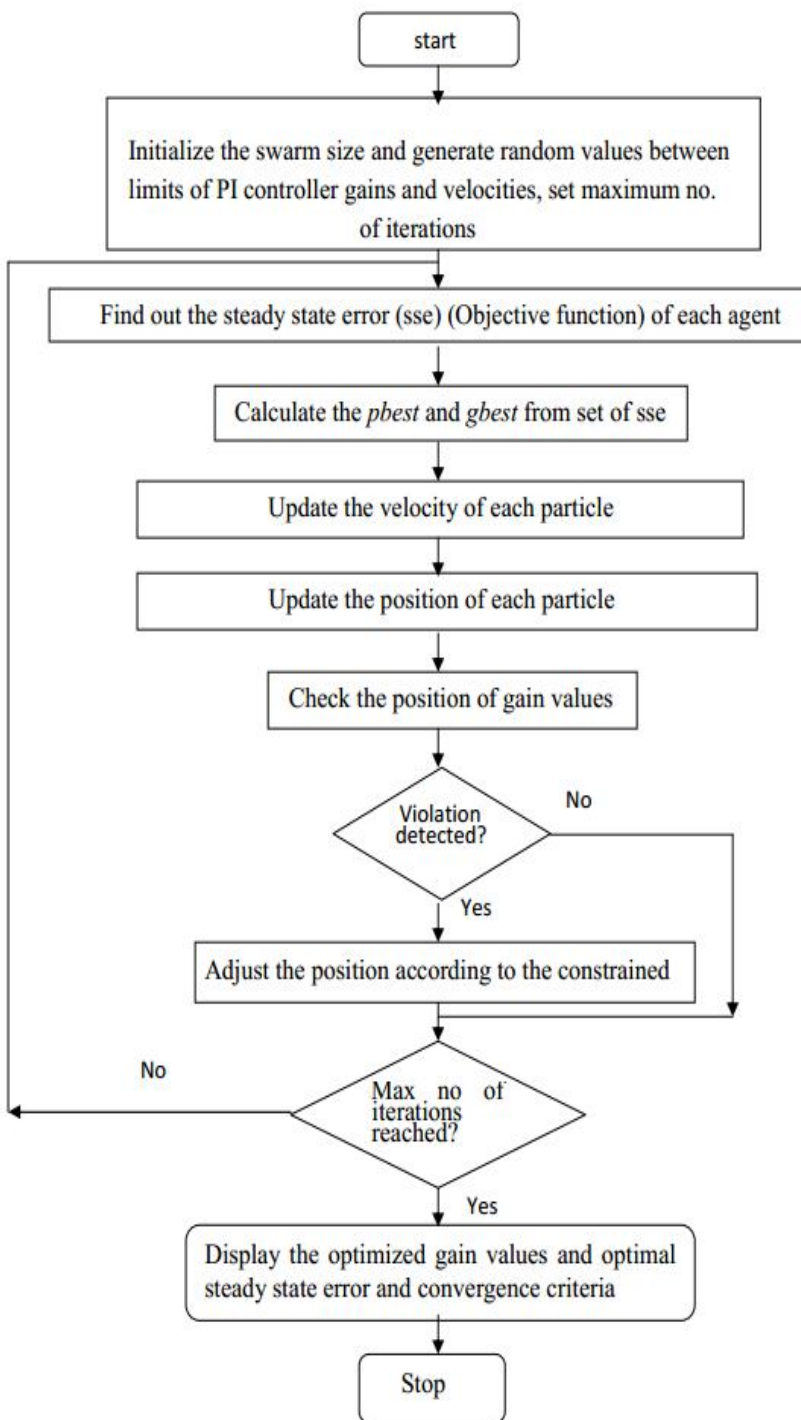 start
Initialize the swarm size and generate random values between
limits of PI controller gains and velocities, set maximum no.
of iterations
Find out the steady state error (sse) (Objective function) of each agent
Calculate the pbest and gbest from set of sse
Update the velocity of each particle
Update the position of each particle
Check the position of gain values
Violation
detected?
No
Yes
Adjust the position according to the constrained
No
Max no of
iterations
reached?
Yes
Display the optimized gain values and optimal
steady state error and convergence criteria
Stop